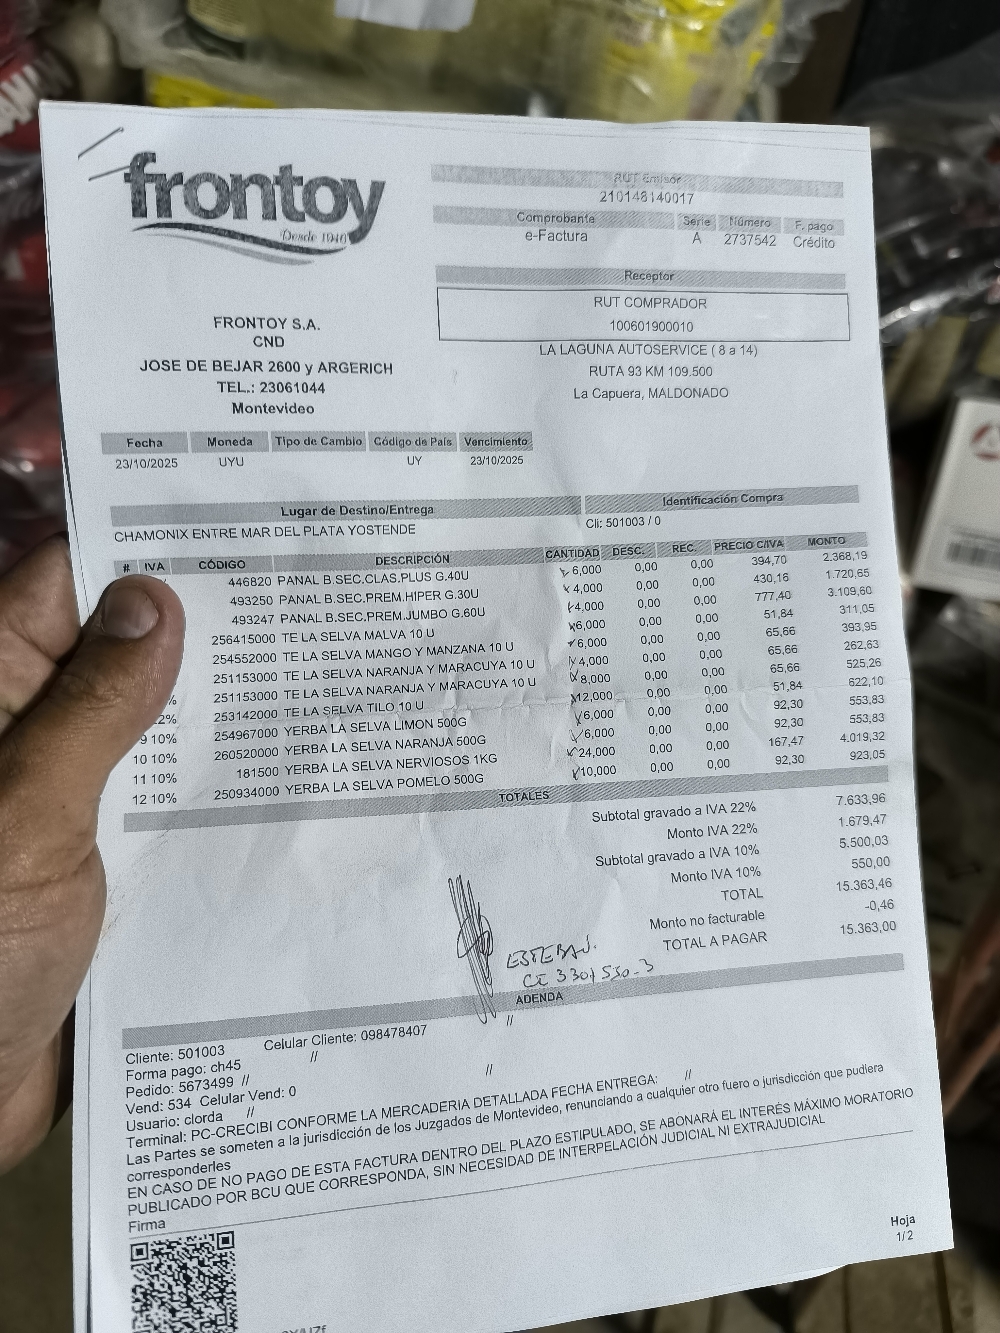 frontoy
Desde 1940
RUT Emisor
210148140017
Comprobante Serie Número F. pago
e-Factura A 2737542 Crédito
Receptor
RUT COMPRADOR
100601900010
FRONTOY S.A.
CND
JOSE DE BEJAR 2600 y ARGERICH
TEL.: 23061044
Montevideo
LA LAGUNA AUTOSERVICE ( 8 a 14)
RUTA 93 KM 109.500
La Capuera, MALDONADO
Fecha Moneda Tipo de Cambio Código de País Vencimiento
23/10/2025 UYU UY 23/10/2025
Lugar de Destino/Entrega Identificación Compra
CHAMONIX ENTRE MAR DEL PLATA YOSTENDE Cli: 501003 / 0
# IVA CÓDIGO DESCRIPCIÓN CANTIDAD DESC. REC. PRECIO C/IVA MONTO
446820 PANAL B.SEC.CLAS.PLUS G.40U 6,000 0,00 0,00 394,70 2.368,19
493250 PANAL B.SEC.PREM.HIPER G.30U 4,000 0,00 0,00 430,16 1.720,65
493247 PANAL B.SEC.PREM.JUMBO G.60U 4,000 0,00 0,00 777,40 3.109,60
256415000 TE LA SELVA MALVA 10 U 6,000 0,00 0,00 51,84 311,05
254552000 TE LA SELVA MANGO Y MANZANA 10 U 6,000 0,00 0,00 65,66 393,95
251153000 TE LA SELVA NARANJA Y MARACUYA 10 U 4,000 0,00 0,00 65,66 262,63
% 251153000 TE LA SELVA NARANJA Y MARACUYA 10 U 8,000 0,00 0,00 65,66 525,26
2% 253142000 TE LA SELVA TILO 10 U 12,000 0,00 0,00 51,84 622,10
9 10% 254967000 YERBA LA SELVA LIMON 500G 6,000 0,00 0,00 92,30 553,83
10 10% 260520000 YERBA LA SELVA NARANJA 500G 6,000 0,00 0,00 92,30 553,83
11 10% 181500 YERBA LA SELVA NERVIOSOS 1KG 24,000 0,00 0,00 167,47 4.019,32
12 10% 250934000 YERBA LA SELVA POMELO 500G 10,000 0,00 0,00 92,30 923,05
TOTALES
Subtotal gravado a IVA 22% 7.633,96
Monto IVA 22% 1.679,47
Subtotal gravado a IVA 10% 5.500,03
Monto IVA 10% 550,00
TOTAL 15.363,46
Monto no facturable -0,46
TOTAL A PAGAR 15.363,00
ESTEBAN.
ADENDA
Cliente: 501003 Celular Cliente: 098478407 //
Forma pago: ch45 //
Pedido: 5673499 //
Vend: 534 Celular Vend: 0 //
Usuario: clorda //
Terminal: PC-CRECIBI CONFORME LA MERCADERIA DETALLADA FECHA ENTREGA: //
Las Partes se someten a la jurisdicción de los Juzgados de Montevideo, renunciando a cualquier otro fuero o jurisdicción que pudiera
corresponderles
EN CASO DE NO PAGO DE ESTA FACTURA DENTRO DEL PLAZO ESTIPULADO, SE ABONARÁ EL INTERÉS MÁXIMO MORATORIO
PUBLICADO POR BCU QUE CORRESPONDA, SIN NECESIDAD DE INTERPELACIÓN JUDICIAL NI EXTRAJUDICIAL
Firma
Hoja
1/2